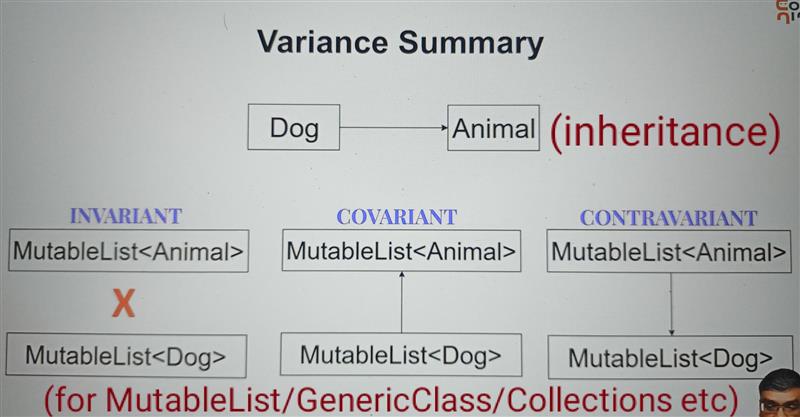 Variance Summary
Dog
Animal
(inheritance)
INVARIANT
COVARIANT
CONTRAVARIANT
MutableList<Animal>
MutableList<Animal>
MutableList<Animal>
X
MutableList<Dog>
MutableList<Dog>
MutableList<Dog>
(for MutableList/GenericClass/Collections etc)